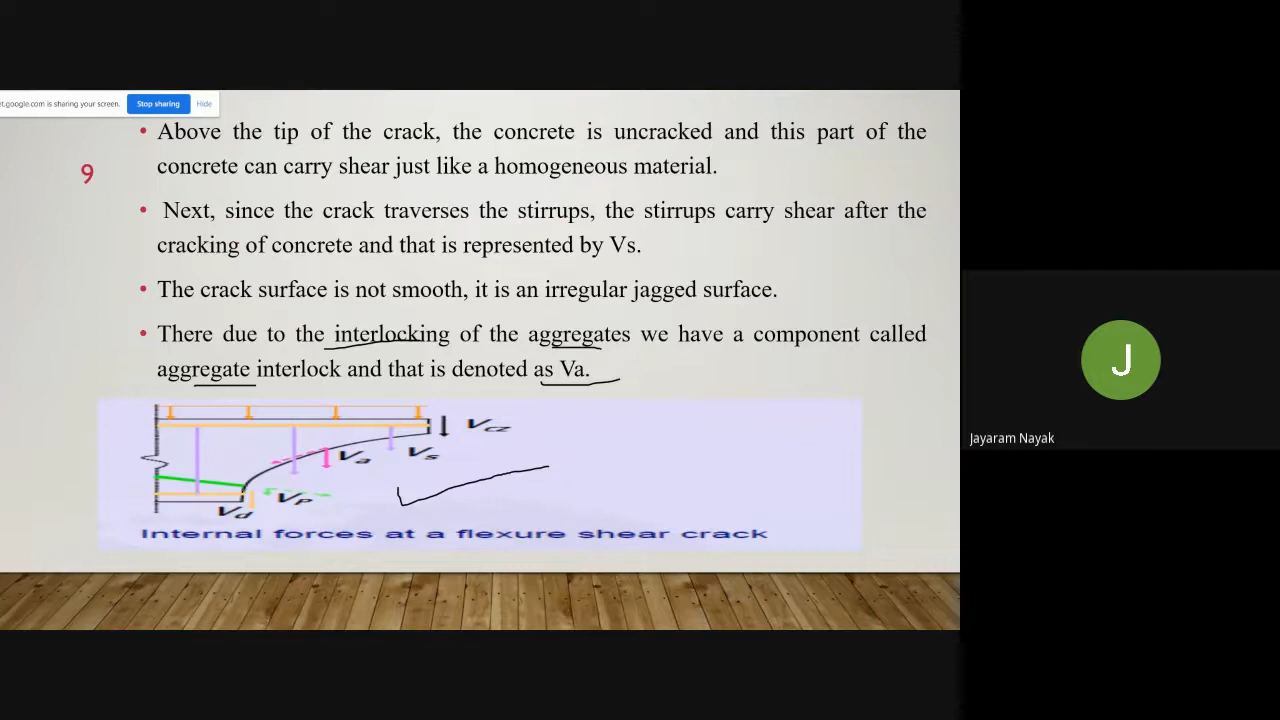 et.google.com is sharing your screen. Stop sharing Hide
• Above the tip of the crack, the concrete is uncracked and this part of the
concrete can carry shear just like a homogeneous material.
9
• Next, since the crack traverses the stirrups, the stirrups carry shear after the
cracking of concrete and that is represented by Vs.
• The crack surface is not smooth, it is an irregular jagged surface.
• There due to the interlocking of the aggregates we have a component called
aggregate interlock and that is denoted as Va.
Vcz
Va Vs
Vp
Vd
Internal forces at a flexure shear crack
J
Jayaram Nayak